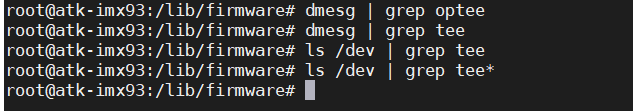 root@atk-imx93:/lib/firmware# dmesg | grep optee
root@atk-imx93:/lib/firmware# dmesg | grep tee
root@atk-imx93:/lib/firmware# ls /dev | grep tee
root@atk-imx93:/lib/firmware# ls /dev | grep tee*
root@atk-imx93:/lib/firmware#